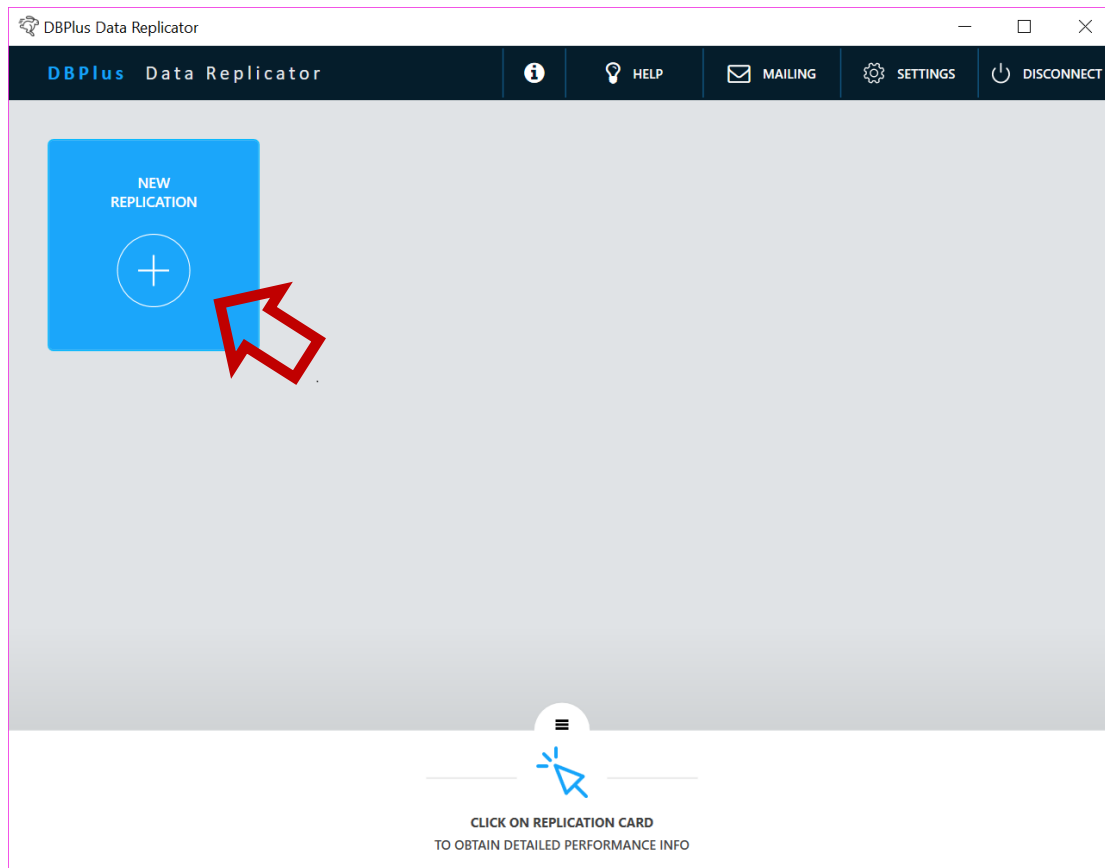 DBPlus Data Replicator
DBPlus Data Replicator
HELP
MAILING
SETTINGS
DISCONNECT
NEW
REPLICATION
CLICK ON REPLICATION CARD
TO OBTAIN DETAILED PERFORMANCE INFO